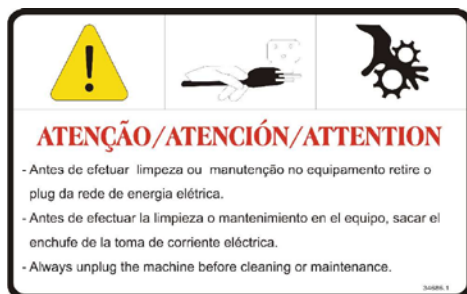 ATENÇÃO/ATENCIÓN/ATTENTION
- Antes de efetuar limpeza ou manutenção no equipamento retire o
plug da rede de energia elétrica.
- Antes de efectuar la limpieza o mantenimiento en el equipo, sacar el
enchufe de la toma de corriente eléctrica.
- Always unplug the machine before cleaning or maintenance.
34686.1